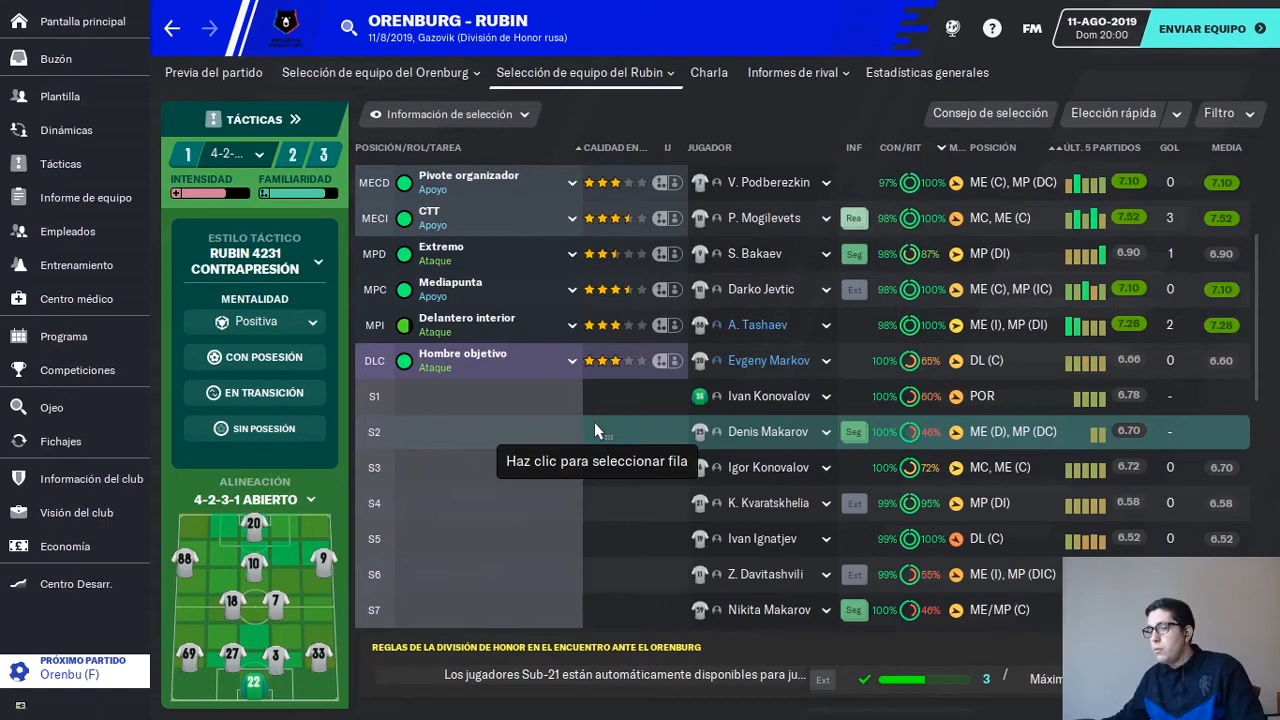 Pantalla principal
ORENBURG - RUBIN
11/8/2019, Gazovik (División de Honor rusa)
FM
11-AGO-2019
Dom 20:00
ENVIAR EQUIPO
Buzón
Plantilla
Dinámicas
Tácticas
Informe de equipo
Empleados
Entrenamiento
Centro médico
Programa
Competiciones
Ojeo
Fichajes
Información del club
Visión del club
Economía
Centro Desarr.
PRÓXIMO PARTIDO
Orenbu (F)
Previa del partido
Selección de equipo del Orenburg
Selección de equipo del Rubin
Charla
Informes de rival
Estadísticas generales
TÁCTICAS
1 4-2-... 2 3
INTENSIDAD FAMILIARIDAD
ESTILO TÁCTICO
RUBIN 4231
CONTRAPRESIÓN
MENTALIDAD
Positiva
CON POSESIÓN
EN TRANSICIÓN
SIN POSESIÓN
ALINEACIÓN
4-2-3-1 ABIERTO
20
88 10 9
18 7
69 27 3 33
22
Información de selección
Consejo de selección
Elección rápida
Filtro
POSICIÓN/ROL/TAREA CALIDAD EN... IJ JUGADOR INF CON/RIT M... POSICIÓN ÚLT. 5 PARTIDOS GOL MEDIA
MECD Pivote organizador V. Podberezkin 97% 100% ME (C), MP (DC) 7.10 0 7.10
Apoyo
MECI CTT P. Mogilevets Rea 98% 100% MC, ME (C) 7.52 3 7.52
Apoyo
MPD Extremo S. Bakaev Seg 98% 87% MP (DI) 6.90 1 6.90
Ataque
MPC Mediapunta Darko Jevtic Ext 98% 100% ME (C), MP (IC) 7.10 0 7.10
Apoyo
MPI Delantero interior A. Tashaev 98% 100% ME (I), MP (DI) 7.28 2 7.28
Ataque
DLC Hombre objetivo Evgeny Markov 100% 65% DL (C) 6.66 0 6.60
Ataque
S1 Ivan Konovalov 100% 60% POR 6.78 -
S2 Denis Makarov Seg 100% 46% ME (D), MP (DC) 6.70 -
Haz clic para seleccionar fila
S3 Igor Konovalov 100% 72% MC, ME (C) 6.72 0 6.70
S4 K. Kvaratskhelia Ext 99% 95% MP (DI) 6.58 0 6.58
S5 Ivan Ignatjev 99% 100% DL (C) 6.52 0 6.52
S6 Z. Davitashvili Ext 99% 55% ME (I), MP (DIC)
S7 Nikita Makarov Seg 100% 46% ME/MP (C)
REGLAS DE LA DIVISIÓN DE HONOR EN EL ENCUENTRO ANTE EL ORENBURG
Los jugadores Sub-21 están automáticamente disponibles para ju...
Ext 3 / Máxim